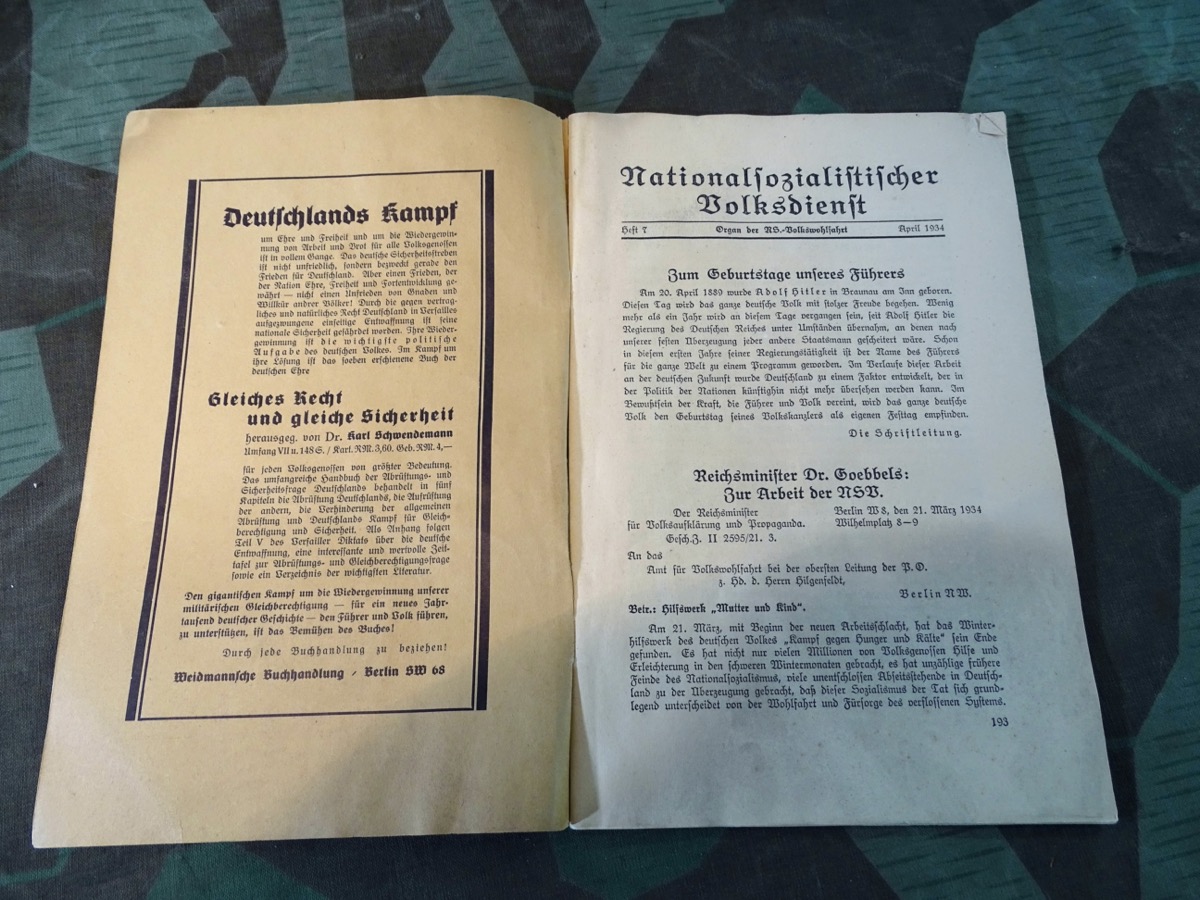 Deutschlands Kampf
um Ehre und Freiheit und um die Wiedergewin-
nung von Arbeit und Brot für alle Volksgenossen
ist in vollem Gange. Das deutsche Sicherheitsstreben
ist nicht unfriedlich, sondern bezweckt gerade den
Frieden für Deutschland. Aber einen Frieden, der
der Nation Ehre, Freiheit und Fortentwicklung ge-
währt — nicht einen Unfrieden von Gnaden und
Willkür andrer Völker! Durch die gegen vertrag-
liches und natürliches Recht Deutschland in Versailles
aufgezwungene einseitige Entwaffnung ist seine
nationale Sicherheit gefährdet worden. Ihre Wieder-
gewinnung ist die wichtigste politische
Aufgabe des deutschen Volkes. Im Kampf um
ihre Lösung ist das soeben erschienene Buch der
deutschen Ehre
Gleiches Recht
und gleiche Sicherheit
herausgeg. von Dr. Karl Schwendemann
Umfang VII u. 148 S. / Kart. RM. 3,60. Geb. RM. 4,—
für jeden Volksgenossen von größter Bedeutung.
Das umfangreiche Handbuch der Abrüstungs- und
Sicherheitsfrage Deutschlands behandelt in fünf
Kapiteln die Abrüstung Deutschlands, die Aufrüstung
der andern, die Verhinderung der allgemeinen
Abrüstung und Deutschlands Kampf für Gleich-
berechtigung und Sicherheit. Als Anhang folgen
Teil V des Versailler Diktats über die deutsche
Entwaffnung, eine interessante und wertvolle Zeit-
tafel zur Abrüstungs- und Gleichberechtigungsfrage
sowie ein Verzeichnis der wichtigsten Literatur.
Den gigantischen Kampf um die Wiedergewinnung unserer
militärischen Gleichberechtigung — für ein neues Jahr-
tausend deutscher Geschichte — den Führer und Volk führen,
zu unterstützen, ist das Bemühen des Buches!
Durch jede Buchhandlung zu beziehen!
Weidmannsche Buchhandlung / Berlin SW 68
Nationalsozialistischer
Volksdienst
Heft 7 Organ der NS.-Volkswohlfahrt April 1934
Zum Geburtstage unseres Führers
Am 20. April 1889 wurde Adolf Hitler in Braunau am Inn geboren.
Diesen Tag wird das ganze deutsche Volk mit stolzer Freude begehen. Wenig
mehr als ein Jahr wird an diesem Tage vergangen sein, seit Adolf Hitler die
Regierung des Deutschen Reiches unter Umständen übernahm, an denen nach
unserer festen Überzeugung jeder andere Staatsmann gescheitert wäre. Schon
in diesem ersten Jahre seiner Regierungstätigkeit ist der Name des Führers
für die ganze Welt zu einem Programm geworden. Im Verlaufe dieser Arbeit
an der deutschen Zukunft wurde Deutschland zu einem Faktor entwickelt, der in
der Politik der Nationen künftighin nicht mehr übersehen werden kann. Im
Bewußtsein der Kraft, die Führer und Volk vereint, wird das ganze deutsche
Volk den Geburtstag seines Volkskanzlers als eigenen Festtag empfinden.
Die Schriftleitung.
Reichsminister Dr. Goebbels:
Zur Arbeit der NSV.
Der Reichsminister Berlin W 8, den 21. März 1934
für Volksaufklärung und Propaganda. Wilhelmplatz 8—9
Gesch.Z. II 2595/21. 3.
An das
Amt für Volkswohlfahrt bei der obersten Leitung der P.O.
z. Hd. d. Herrn Hilgenfeldt,
Berlin NW.
Betr.: Hilfswerk „Mutter und Kind“.
Am 21. März, mit Beginn der neuen Arbeitsschlacht, hat das Winter-
hilfswerk des deutschen Volkes „Kampf gegen Hunger und Kälte“ sein Ende
gefunden. Es hat nicht nur vielen Millionen von Volksgenossen Hilfe und
Erleichterung in den schweren Wintermonaten gebracht, es hat unzählige frühere
Feinde des Nationalsozialismus, viele unentschlossen Abseitsstehende in Deutsch-
land zu der Überzeugung gebracht, daß dieser Sozialismus der Tat sich grund-
legend unterscheidet von der Wohlfahrt und Fürsorge des verflossenen Systems.
193